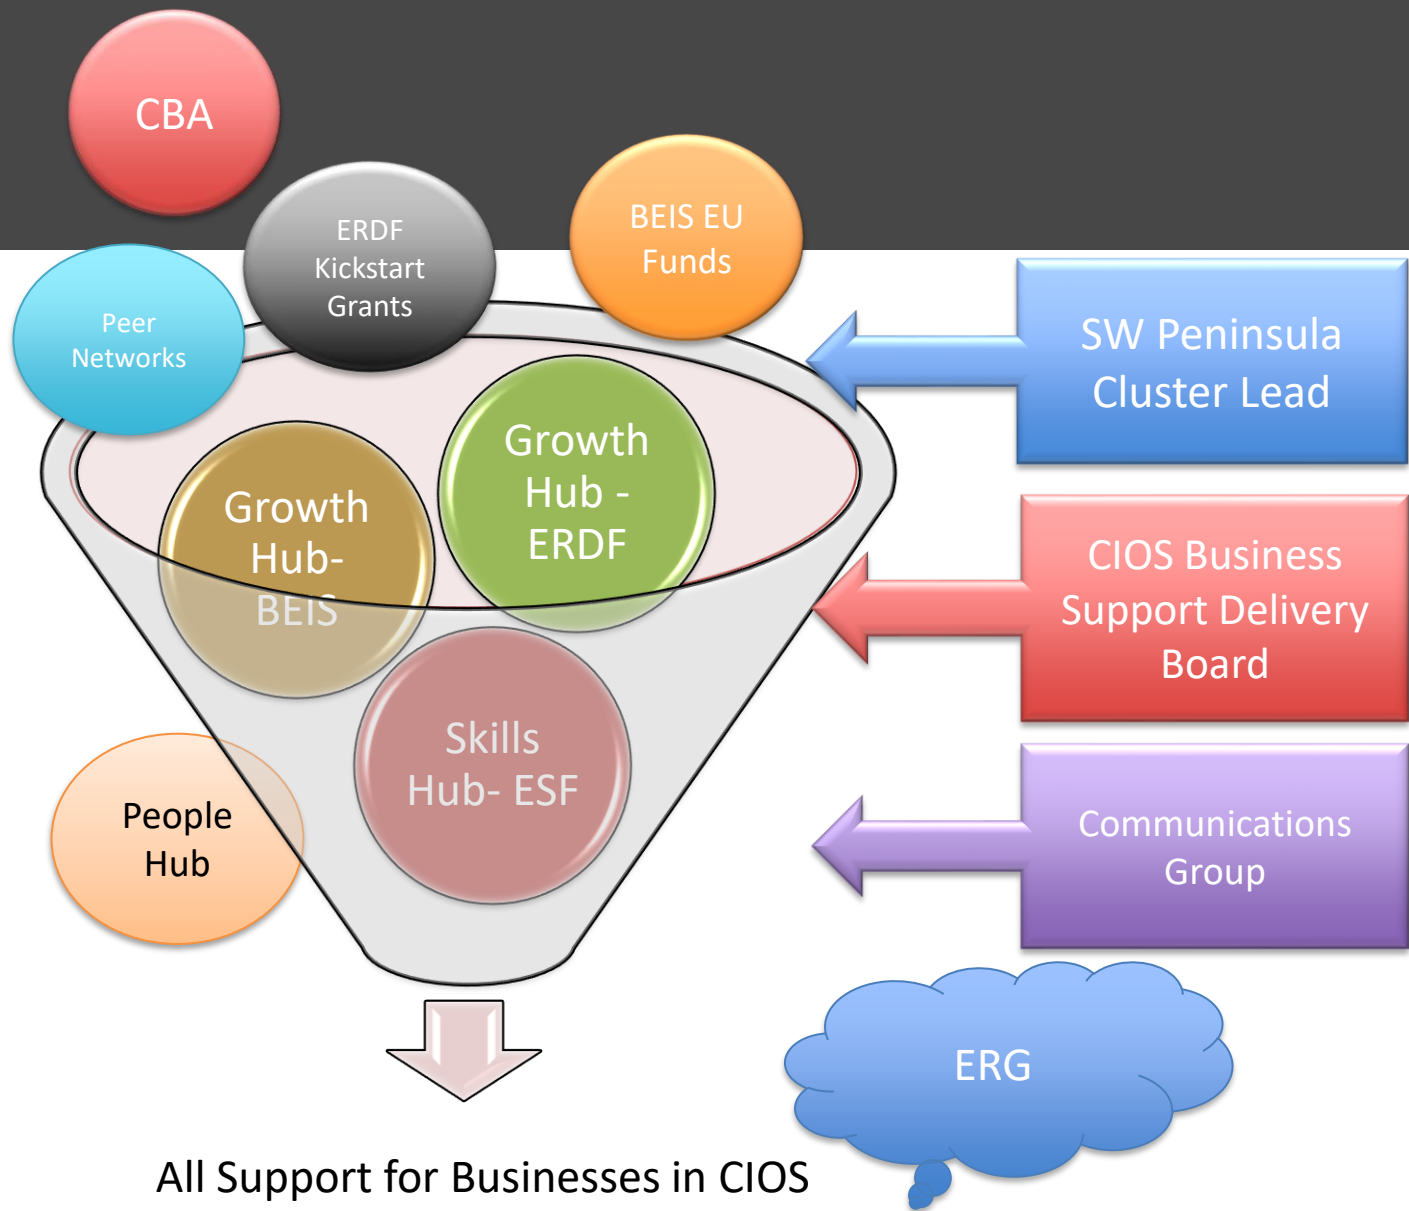 CBA
ERDF
Kickstart
Grants
BEIS EU
Funds
Peer
Networks
SW Peninsula
Cluster Lead
Growth
Hub -
ERDF
Growth
Hub-
BEIS
CIOS Business
Support Delivery
Board
Skills
Hub- ESF
People
Hub
Communications
Group
ERG
All Support for Businesses in CIOS